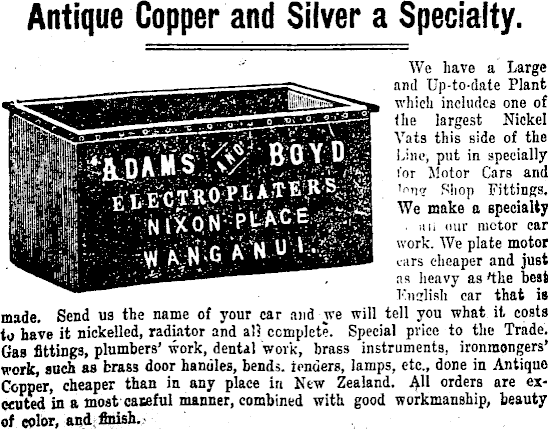 Antique Copper and Silver a Specialty.
ADAMS AND BOYD
ELECTROPLATERS
NIXON PLACE
WANGANUI.
We have a Large
and Up-to-date Plant
which includes one of
the largest Nickel
Vats this side of the
Line, put in specially
for Motor Cars and
long Shop Fittings.
We make a specialty
our motor car
work. We plate motor
cars cheaper and just
as heavy as the best
English car that is
made. Send us the name of your car and we will tell you what it costs
to have it nickelled, radiator and all complete. Special price to the Trade.
Gas fittings, plumbers' work, dental work, brass instruments, ironmongers'
work, such as brass door handles, bends, fenders, lamps, etc., done in Antique
Copper, cheaper than in any place in New Zealand. All orders are ex-
ecuted in a most careful manner, combined with good workmanship, beauty
of color, and finish.